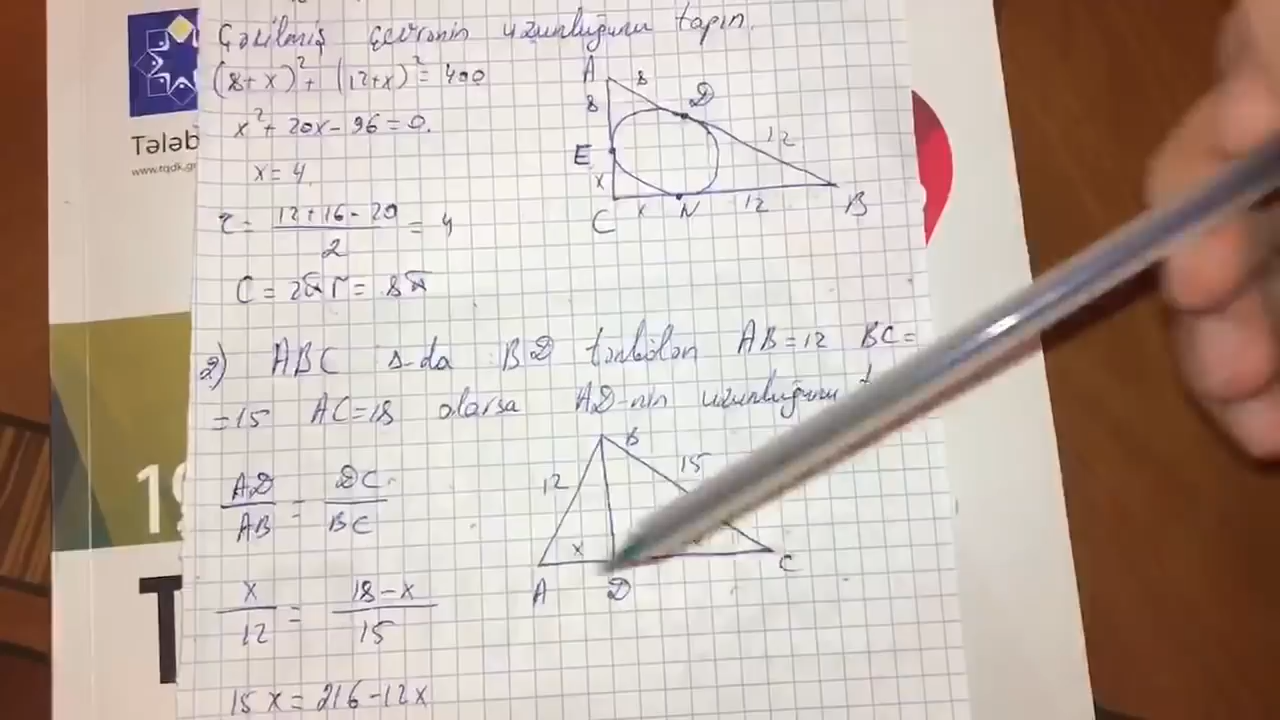 Çəkilmiş çevrənin uzunluğunu tapın.
(8+x)²+(12+x)²=400
x²+20x-96=0.
x=4.
r= (12+16-20)/2 = 4
C=2πr=8π
A
8
8
D
E
12
x
C
x
N
12
B
Tələb
www.tqdk.g
2) ABC Δ-da BD tənbölən AB=12 BC=
=15 AC=18 olarsa AD-nin uzunluğunu t
AD/AB = DC/BC
x/12 = (18-x)/15
15x=216-12x
B
12
15
x
A
D
C
19
T